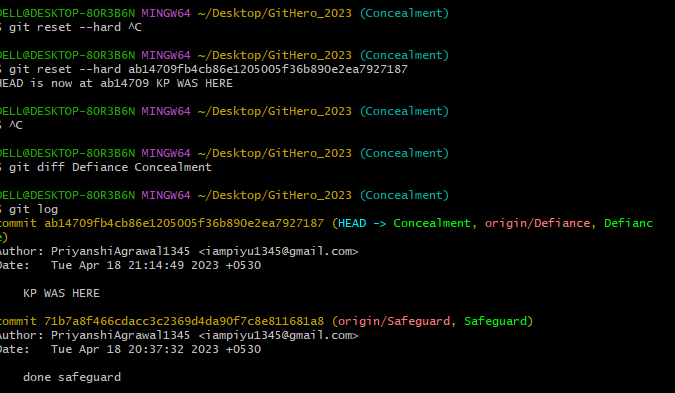 DELL@DESKTOP-8OR3B6N MINGW64 ~/Desktop/GitHero_2023 (Concealment)
$ git reset --hard ^C
DELL@DESKTOP-8OR3B6N MINGW64 ~/Desktop/GitHero_2023 (Concealment)
$ git reset --hard ab14709fb4cb86e1205005f36b890e2ea7927187
HEAD is now at ab14709 KP WAS HERE
DELL@DESKTOP-8OR3B6N MINGW64 ~/Desktop/GitHero_2023 (Concealment)
$ ^C
DELL@DESKTOP-8OR3B6N MINGW64 ~/Desktop/GitHero_2023 (Concealment)
$ git diff Defiance Concealment
DELL@DESKTOP-8OR3B6N MINGW64 ~/Desktop/GitHero_2023 (Concealment)
$ git log
commit ab14709fb4cb86e1205005f36b890e2ea7927187 (HEAD -> Concealment, origin/Defiance, Defianc
e)
Author: PriyanshiAgrawal1345 <iampiyu1345@gmail.com>
Date:   Tue Apr 18 21:14:49 2023 +0530
KP WAS HERE
commit 71b7a8f466cdacc3c2369d4da90f7c8e811681a8 (origin/Safeguard, Safeguard)
Author: PriyanshiAgrawal1345 <iampiyu1345@gmail.com>
Date:   Tue Apr 18 20:37:32 2023 +0530
done safeguard